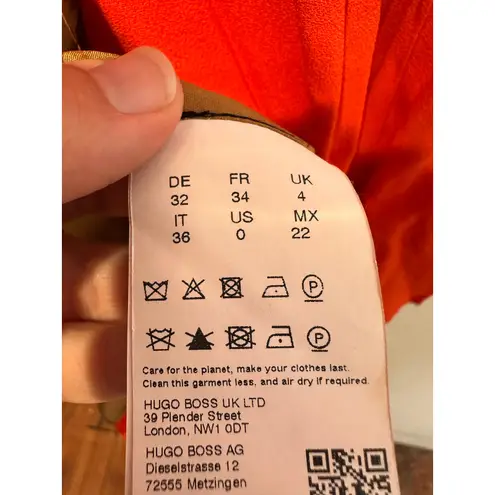 DE FR UK
32 34 4
IT US MX
36 0 22
P
P
Care for the planet, make your clothes last.
Clean this garment less, and air dry if required.
HUGO BOSS UK LTD
39 Plender Street
London, NW1 0DT
HUGO BOSS AG
Dieselstrasse 12
72555 Metzingen